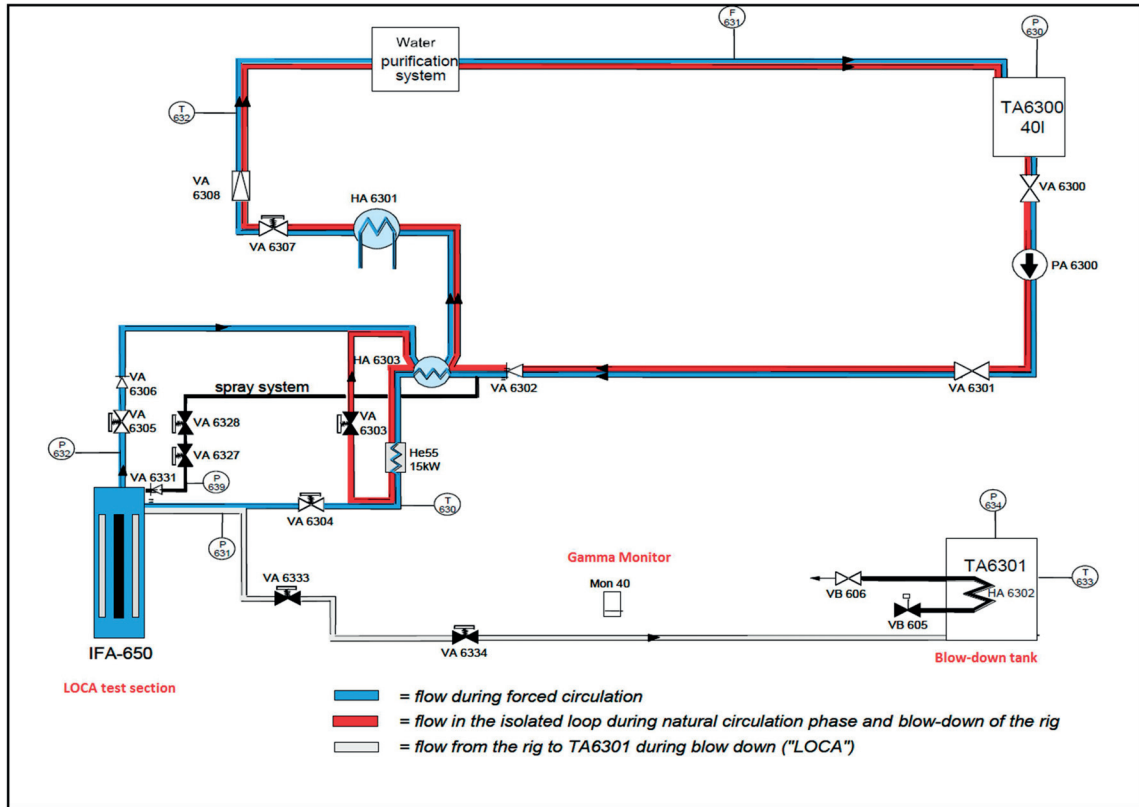 F
631
P
630
Water
purification
system
TA6300
40l
T
632
VA
6308
VA 6300
HA 6301
VA 6307
PA 6300
HA 6303
VA 6302
VA 6301
VA
6306
spray system
VA
6305
VA 6328
VA
6303
P
632
VA 6327
He55
15kW
VA 6331
P
639
T
630
VA 6304
P
631
P
634
Gamma Monitor
TA6301
T
633
VA 6333
Mon 40
VB 606
HA 6302
VB 605
VA 6334
IFA-650
Blow-down tank
LOCA test section
= flow during forced circulation
= flow in the isolated loop during natural circulation phase and blow-down of the rig
= flow from the rig to TA6301 during blow down ("LOCA")